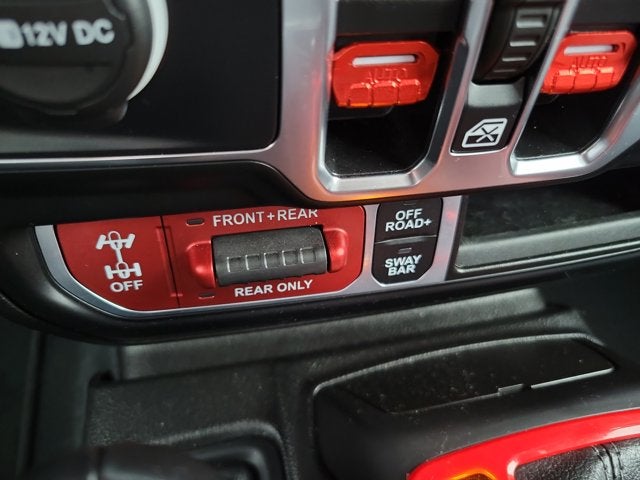 12V DC
AUTO
AUTO
FRONT+REAR
OFF
ROAD+
OFF
REAR ONLY
SWAY
BAR